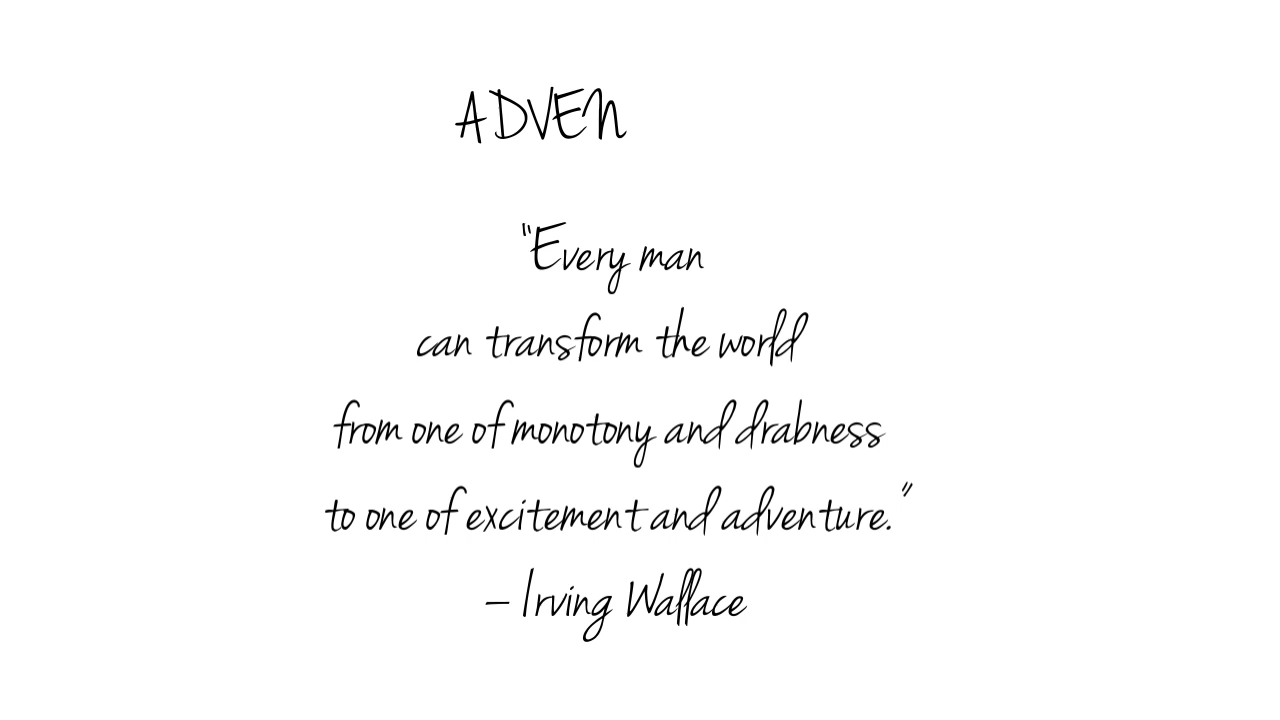 ADVEN
"Every man
can transform the world
from one of monotony and drabness
to one of excitement and adventure."
– Irving Wallace